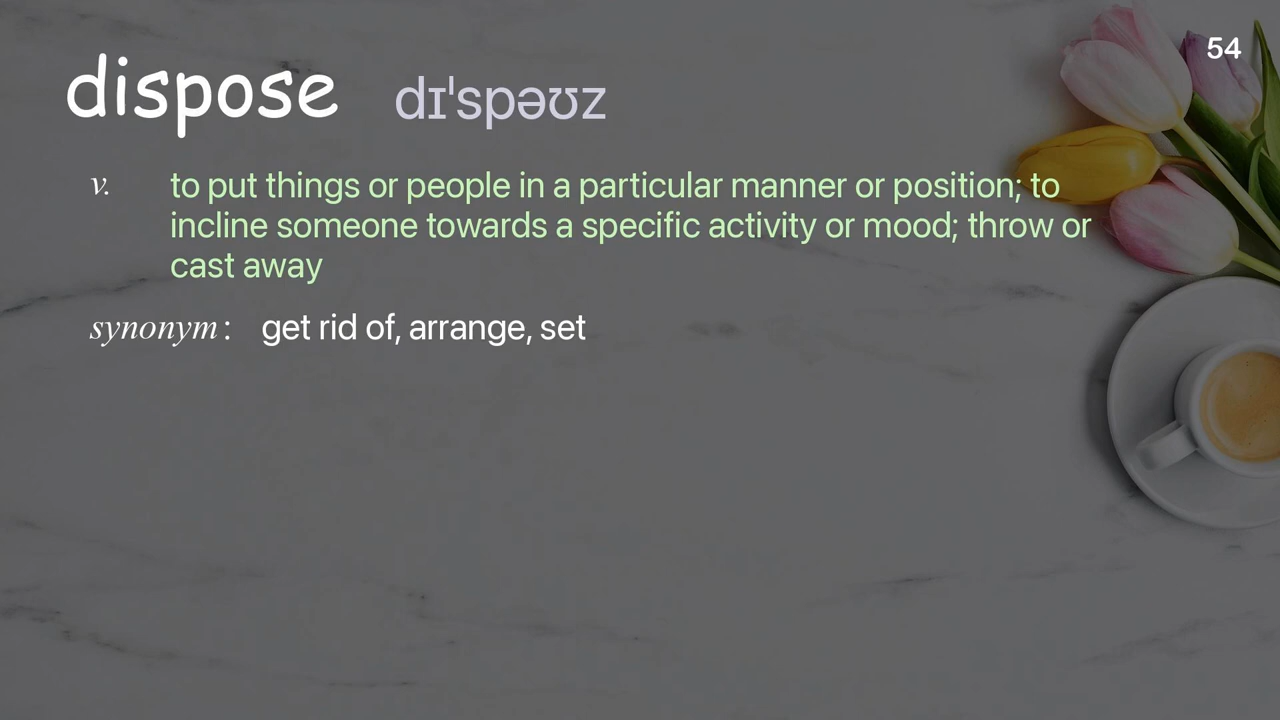 54
dispose dɪˈspəʊz
v. to put things or people in a particular manner or position; to
incline someone towards a specific activity or mood; throw or
cast away
synonym: get rid of, arrange, set